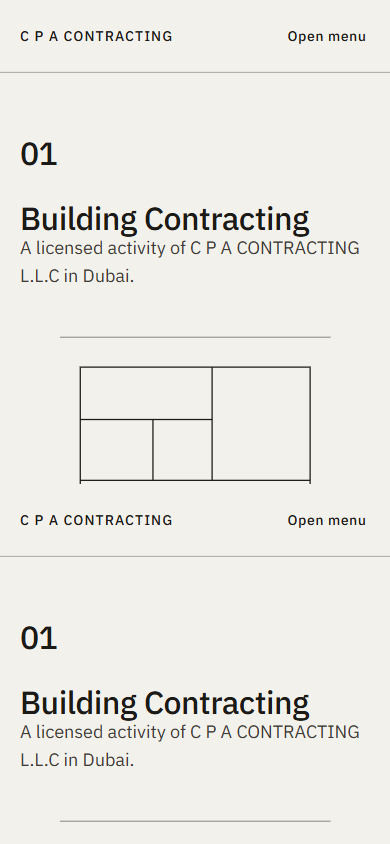 C P A CONTRACTING
Open menu
01
Building Contracting
A licensed activity of C P A CONTRACTING
L.L.C in Dubai.
C P A CONTRACTING
Open menu
01
Building Contracting
A licensed activity of C P A CONTRACTING
L.L.C in Dubai.